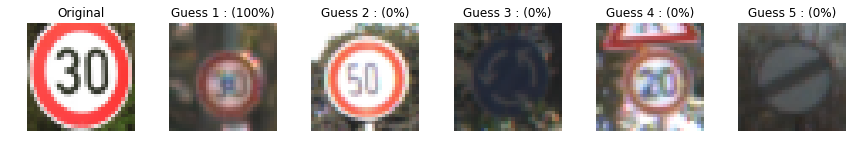 Original
Guess 1 : (100%)
Guess 2 : (0%)
Guess 3 : (0%)
Guess 4 : (0%)
Guess 5 : (0%)
30
30
50
20